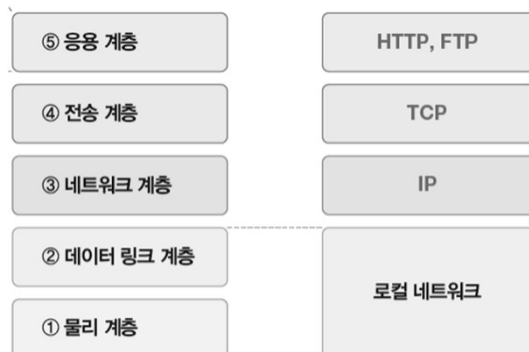 ⑤ 응용 계층
HTTP, FTP
④ 전송 계층
TCP
③ 네트워크 계층
IP
② 데이터 링크 계층
로컬 네트워크
① 물리 계층